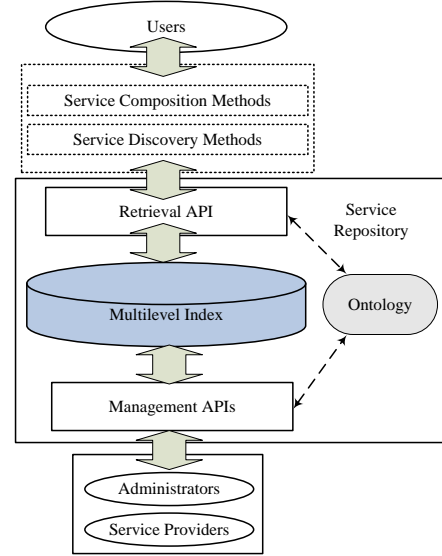 Users
Service Composition Methods
Service Discovery Methods
Retrieval API
Service
Repository
Multilevel Index
Ontology
Management APIs
Administrators
Service Providers